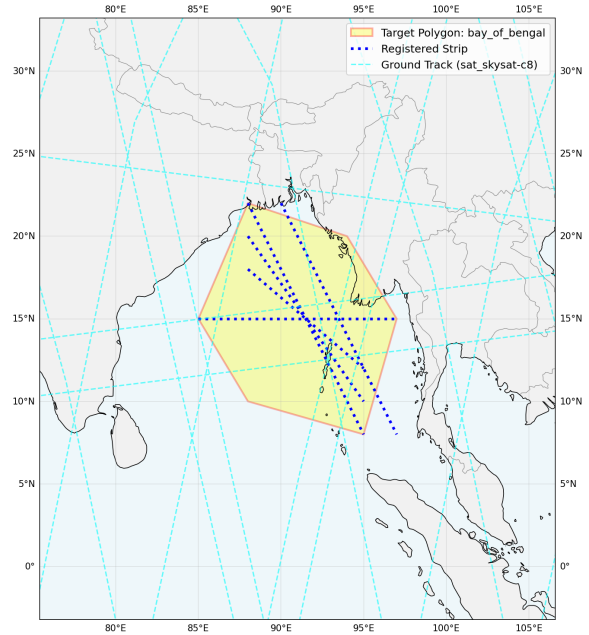 80°E 85°E 90°E 95°E 100°E 105°E
Target Polygon: bay_of_bengal
Registered Strip
Ground Track (sat_skysat-c8)
30°N 30°N
25°N 25°N
20°N 20°N
15°N 15°N
10°N 10°N
5°N 5°N
0° 0°
80°E 85°E 90°E 95°E 100°E 105°E